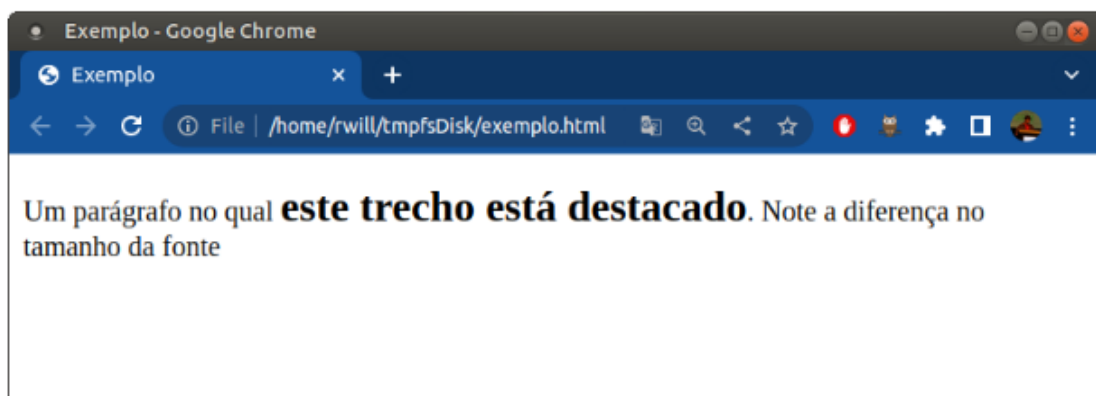 Exemplo - Google Chrome
Exemplo
File | /home/rwill/tmpfsDisk/exemplo.html
Um parágrafo no qual este trecho está destacado. Note a diferença no
tamanho da fonte